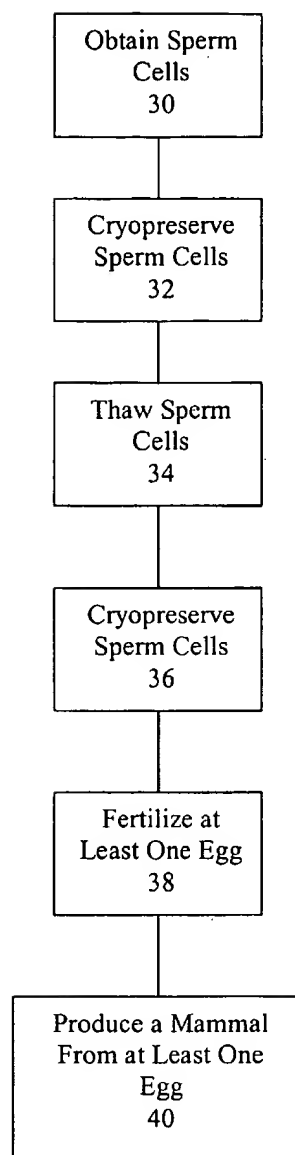 Obtain Sperm
Cells
30
Cryopreserve
Sperm Cells
32
Thaw Sperm
Cells
34
Cryopreserve
Sperm Cells
36
Fertilize at
Least One Egg
38
Produce a Mammal
From at Least One
Egg
40